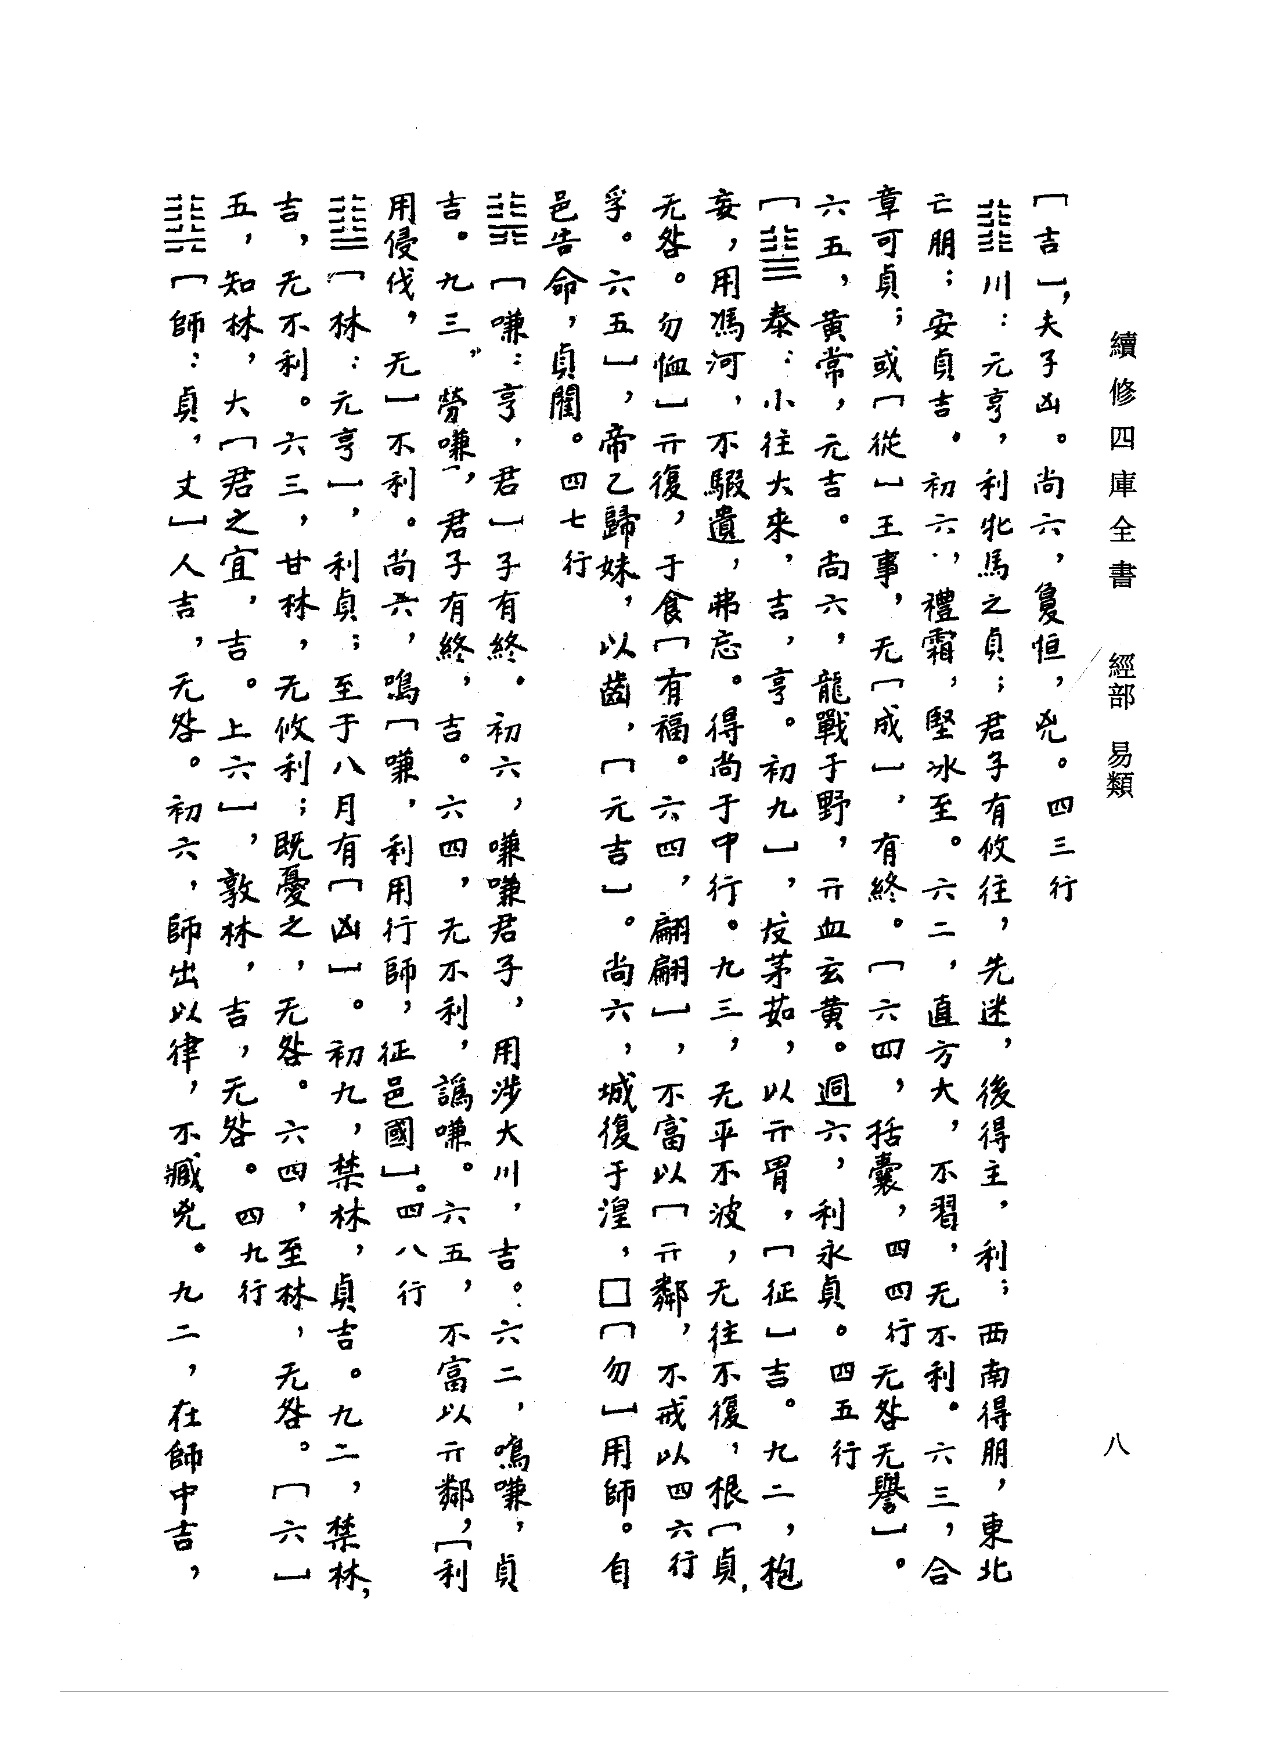 續修四庫全書 經部 易類
八
[吉],夫子凶。尚六,敻恒,兇。四三行
䷁川:元亨,利牝馬之貞;君子有攸往,先迷,後得主,利;西南得朋,東北
亡朋;安貞吉。初六,禮霜,堅冰至。六二,直方大,不習,无不利。六三,合
章可貞;或[從]王事,无[成],有終。[六四,括囊,四四行无咎无譽]。
六五,黃常,元吉。尚六,龍戰于野,亓血玄黃。迵六,利永貞。四五行
[䷊泰:小往大來,吉,亨。初九],犮茅茹,以亓胃,[征]吉。九二,枹
妄,用馮河,不騢遺,弗忘。得尚于中行。九三,无平不波,无往不復,根[貞,
无咎。勿恤]亓復,于食[有福。六四,翩翩],不富以[亓鄰,不戒以四六行
孚。六五],帝乙歸妹,以齒,[元吉]。尚六,城復于湟,□[勿]用師。自
邑告命,貞閵。四七行
䷎[嗛:亨,君]子有終。初六,嗛嗛君子,用涉大川,吉。六二,鳴嗛,貞
吉。九三,勞嗛,君子有終,吉。六四,无不利,譌嗛。六五,不富以亓鄰,[利
用侵伐,无]不利。尚六,鳴[嗛,利用行師,征邑國]。四八行
䷒[林:元亨],利貞;至于八月有[凶]。初九,禁林,貞吉。九二,禁林,
吉,无不利。六三,甘林,无攸利;既憂之,无咎。六四,至林,无咎。[六]
五,知林,大[君之宜,吉。上六],敦林,吉,无咎。四九行
䷆[師:貞,丈]人吉,无咎。初六,師出以律,不臧兇。九二,在師中吉,